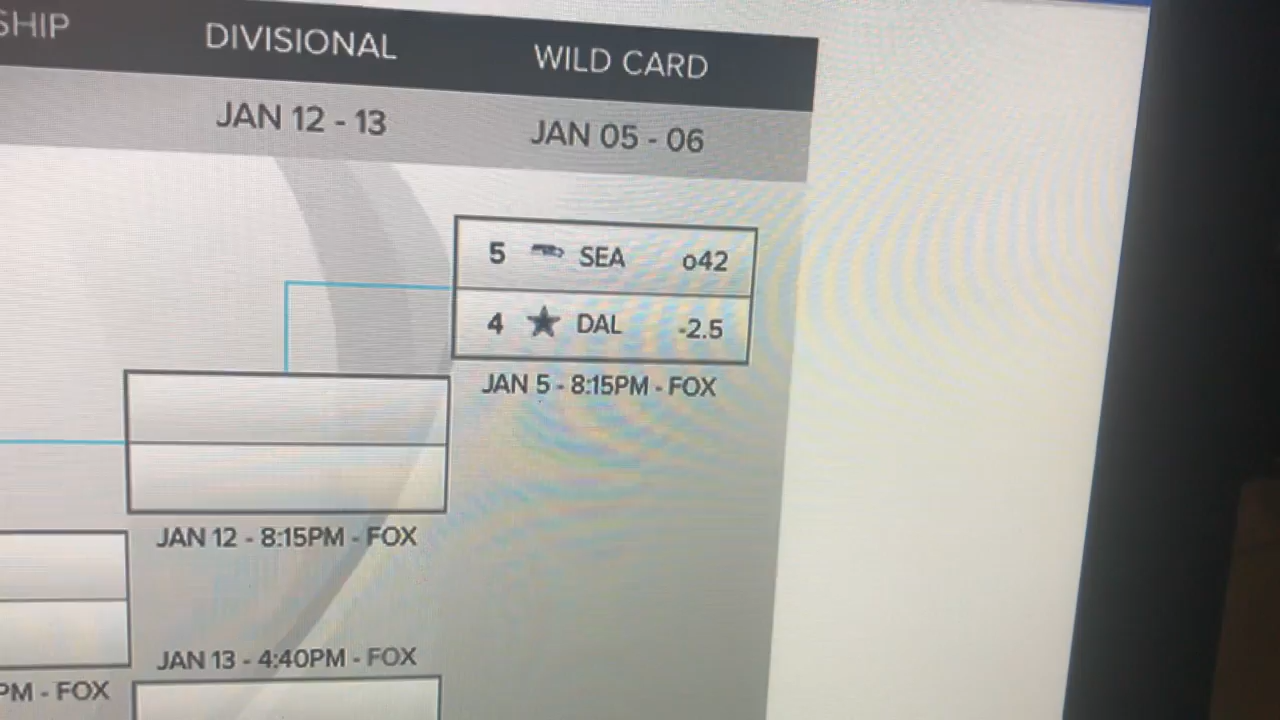 SHIP DIVISIONAL WILD CARD
JAN 12 - 13 JAN 05 - 06
5 SEA o42
4 DAL -2.5
JAN 5 - 8:15PM - FOX
JAN 12 - 8:15PM - FOX
JAN 13 - 4:40PM - FOX
PM - FOX